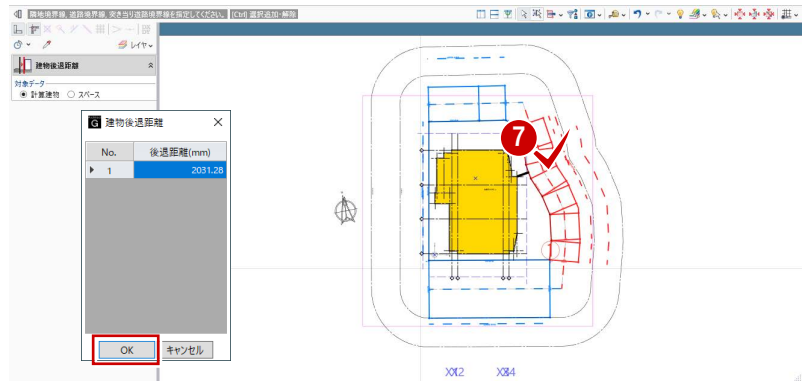 隣地境界線、道路境界線、突き当り道路境界線を指定してください。 [Ctrl] 選択追加・解除
レイヤ
建物後退距離
対象データ
計算建物 スペース
建物後退距離
No. 後退距離(mm)
1 2031.28
OK キャンセル
7